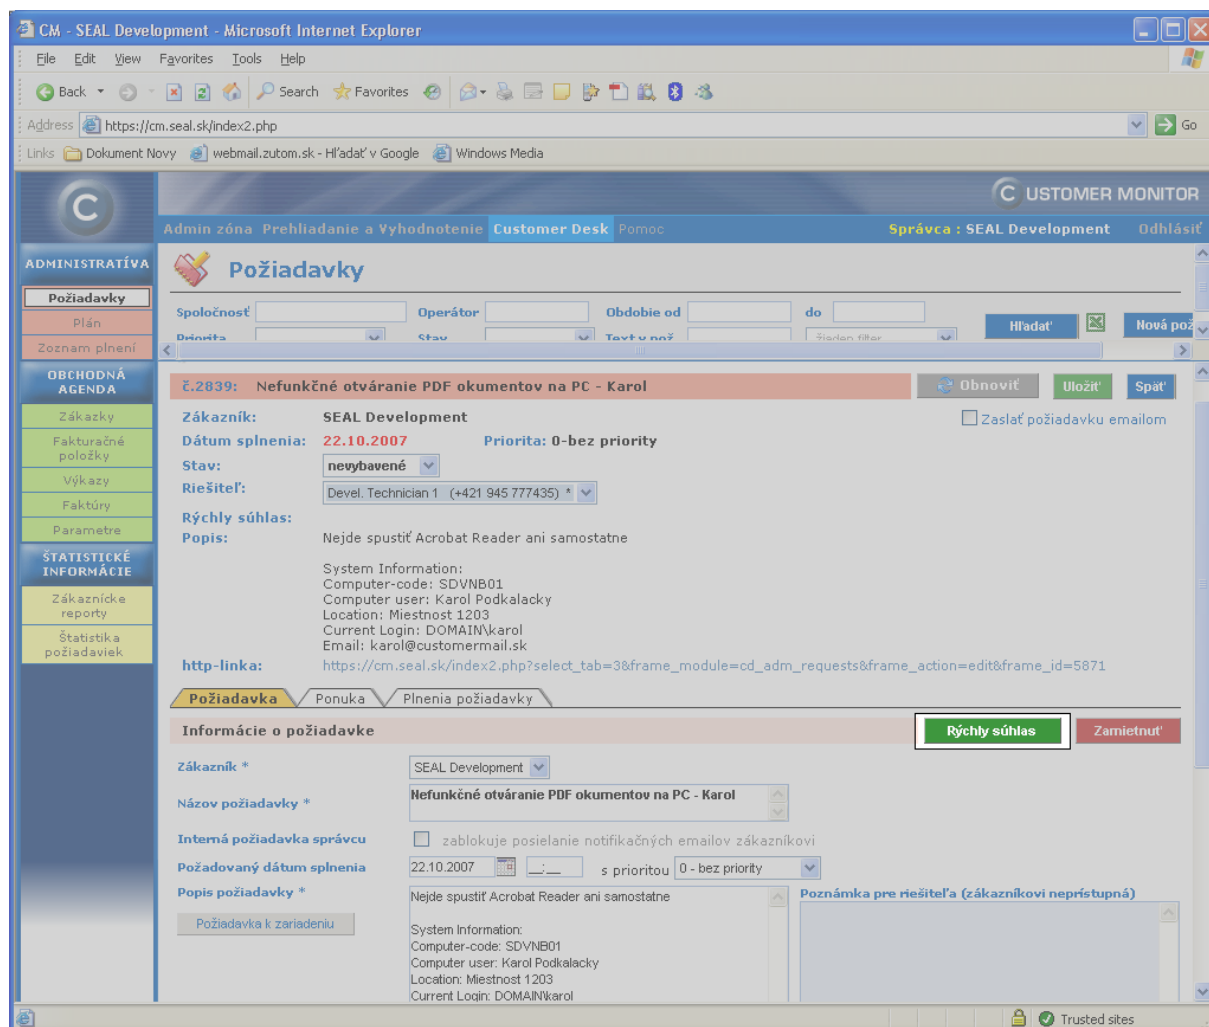 CM - SEAL Development - Microsoft Internet Explorer
File Edit View Favorites Tools Help
Back Search Favorites
Address https://cm.seal.sk/index2.php Go
Links Dokument Novy webmail.zutom.sk - Hľadať v Google Windows Media
C C USTOMER MONITOR
Admin zóna Prehliadanie a Vyhodnotenie Customer Desk Pomoc Správca : SEAL Development Odhlásiť
ADMINISTRATÍVA
Požiadavky
Plán
Zoznam plnení
OBCHODNÁ
AGENDA
Zákazky
Fakturačné
položky
Výkazy
Faktúry
Parametre
ŠTATISTICKÉ
INFORMÁCIE
Zákaznícke
reporty
Štatistika
požiadaviek
Požiadavky
Spoločnosť Operátor Obdobie od do
Hľadať Nová pož
Priorita Stav Text v pož žiaden filter
č.2839: Nefunkčné otváranie PDF okumentov na PC - Karol Obnoviť Uložiť Späť
Zákazník: SEAL Development Zaslať požiadavku emailom
Dátum splnenia: 22.10.2007 Priorita: 0-bez priority
Stav: nevybavené
Riešiteľ: Devel. Technician 1 (+421 945 777435) *
Rýchly súhlas:
Popis: Nejde spustiť Acrobat Reader ani samostatne
System Information:
Computer-code: SDVNB01
Computer user: Karol Podkalacky
Location: Miestnost 1203
Current Login: DOMAIN\karol
Email: karol@customermail.sk
http-linka: https://cm.seal.sk/index2.php?select_tab=3&frame_module=cd_adm_requests&frame_action=edit&frame_id=5871
Požiadavka Ponuka Plnenia požiadavky
Informácie o požiadavke Rýchly súhlas Zamietnuť
Zákazník * SEAL Development
Názov požiadavky * Nefunkčné otváranie PDF okumentov na PC - Karol
Interná požiadavka správcu zablokuje posielanie notifikačných emailov zákazníkovi
Požadovaný dátum splnenia 22.10.2007 __:__ s prioritou 0 - bez priority
Popis požiadavky * Poznámka pre riešiteľa (zákazníkovi neprístupná)
Požiadavka k zariadeniu
Nejde spustiť Acrobat Reader ani samostatne
System Information:
Computer-code: SDVNB01
Computer user: Karol Podkalacky
Location: Miestnost 1203
Current Login: DOMAIN\karol
Trusted sites